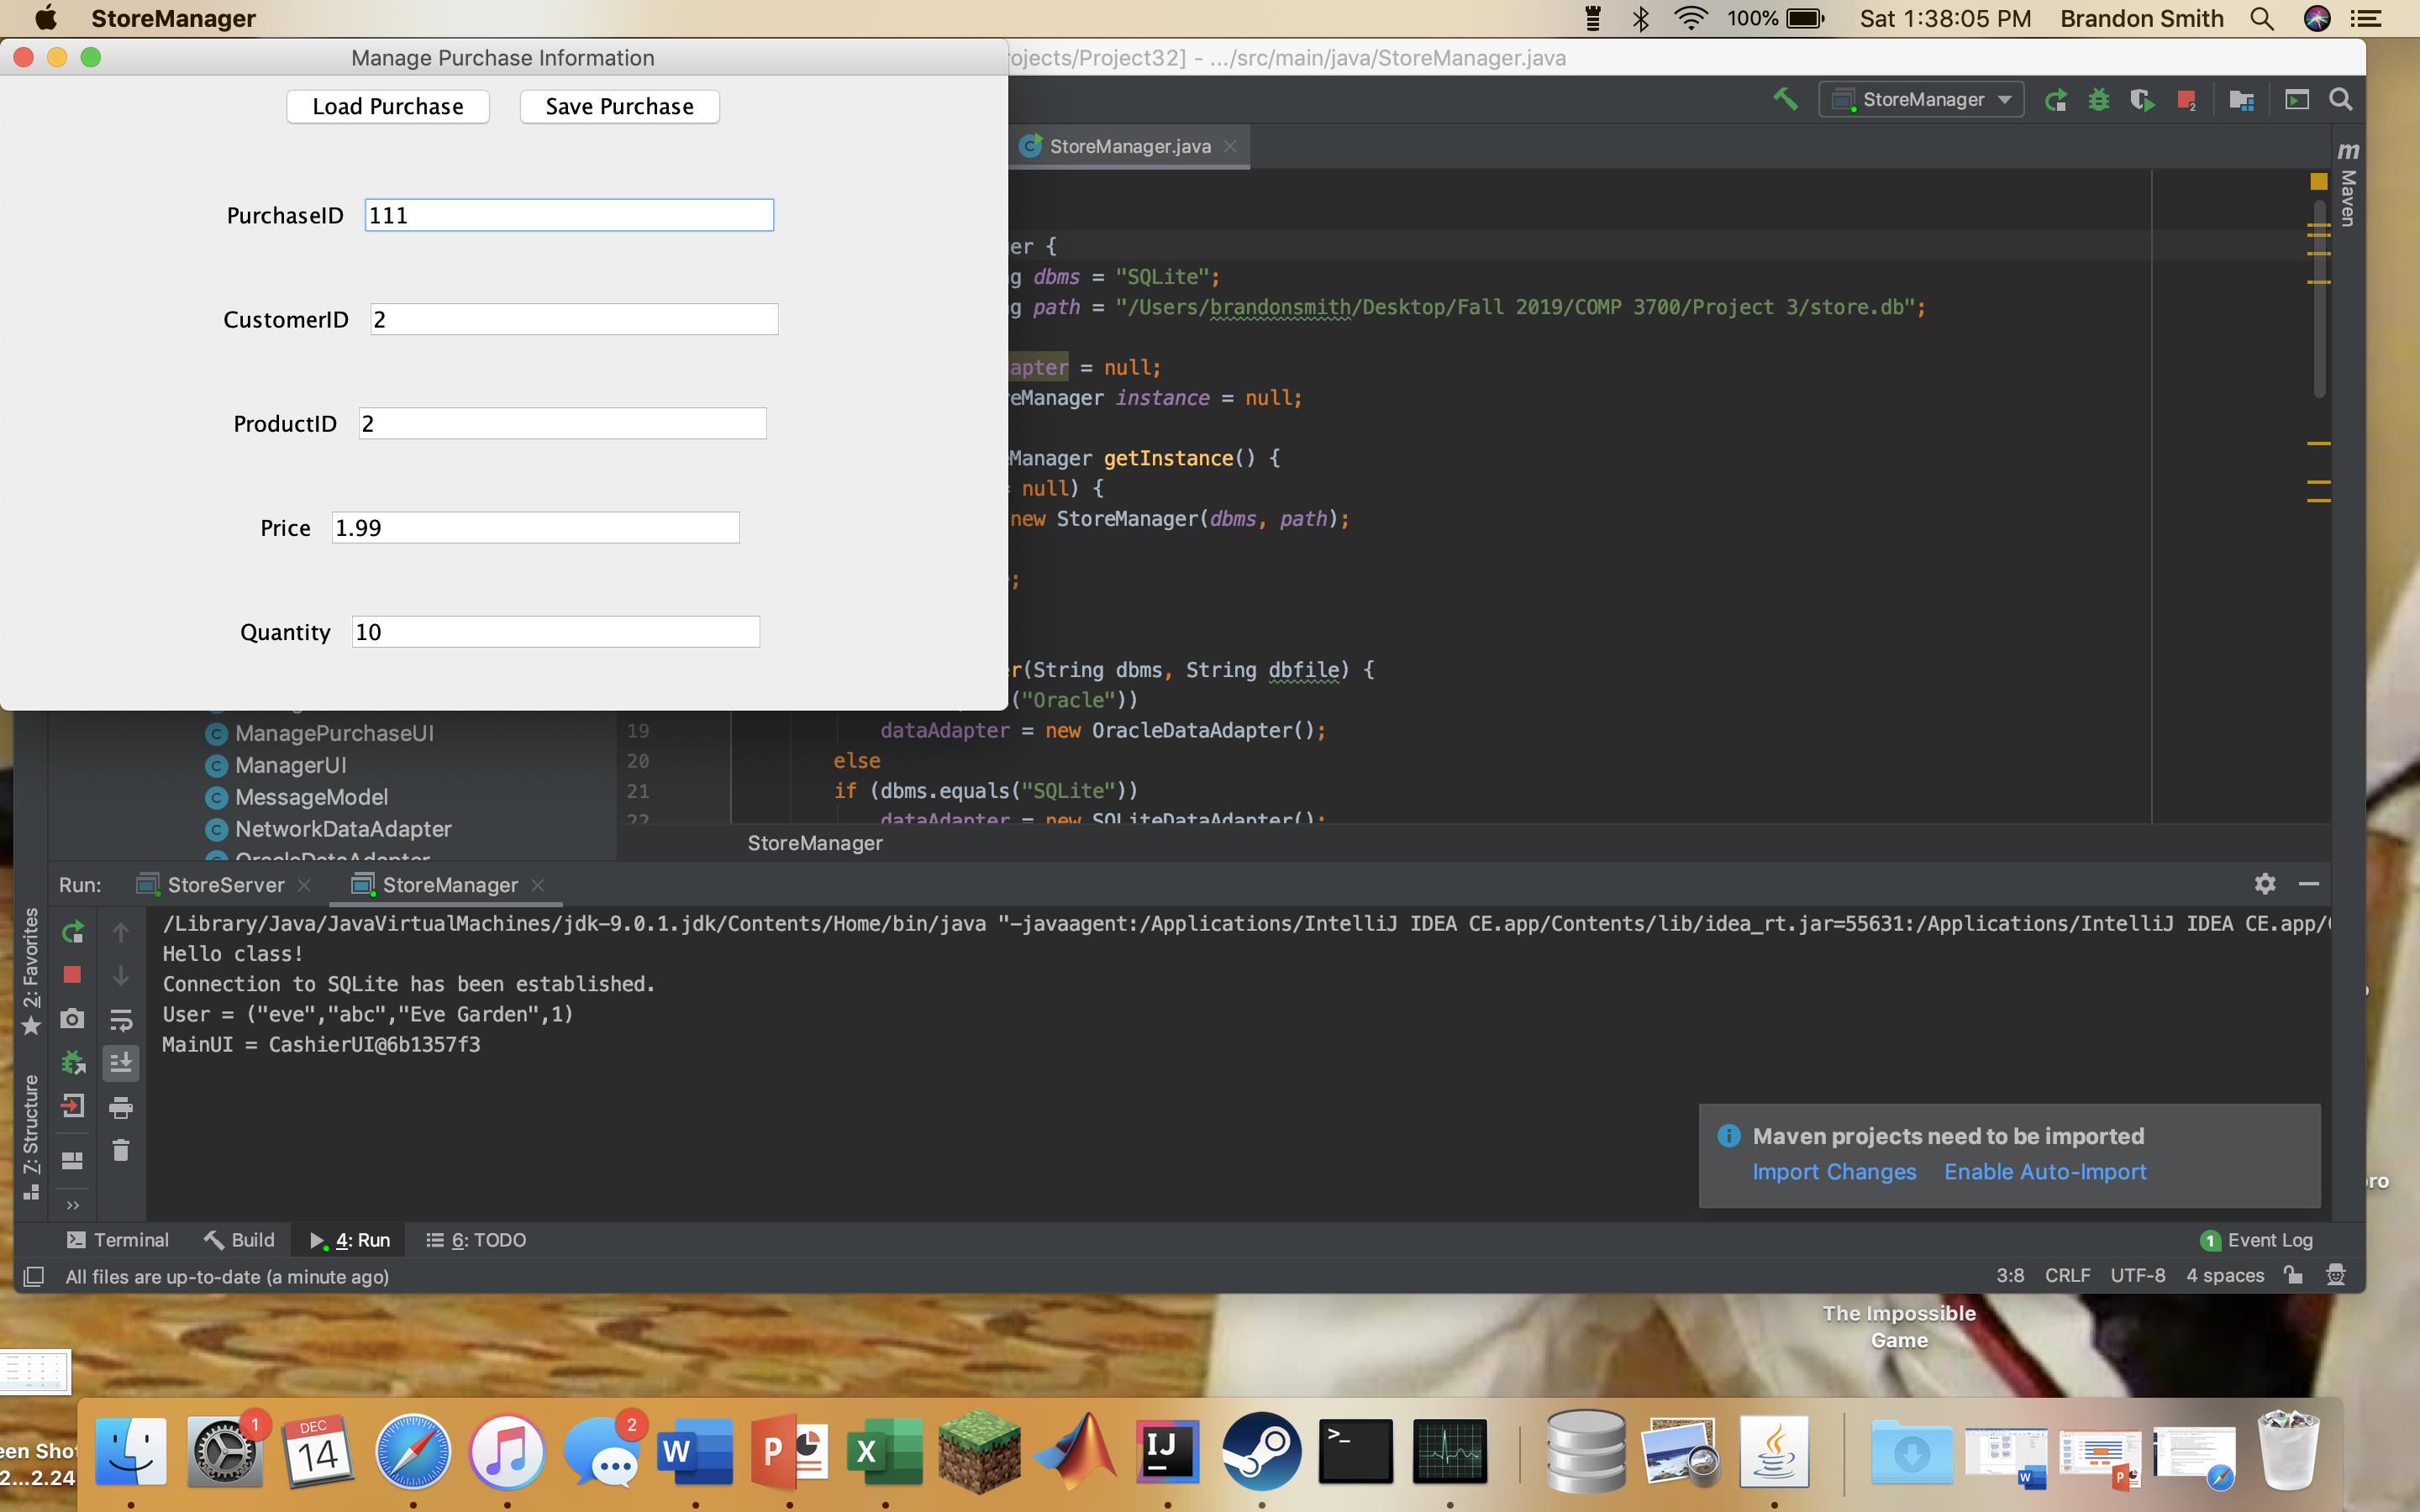 StoreManager
100%
Sat 1:38:05 PM
Brandon Smith
Manage Purchase Information
ojects/Project32] - .../src/main/java/StoreManager.java
Load Purchase
Save Purchase
StoreManager
2
StoreManager.java
m Maven
PurchaseID 111
CustomerID 2
ProductID 2
Price 1.99
Quantity 10
er {
g dbms = "SQLite";
g path = "/Users/brandonsmith/Desktop/Fall 2019/COMP 3700/Project 3/store.db";
apter = null;
eManager instance = null;
Manager getInstance() {
= null) {
new StoreManager(dbms, path);
;
r(String dbms, String dbfile) {
("Oracle"))
19 dataAdapter = new OracleDataAdapter();
20 else
21 if (dbms.equals("SQLite"))
22 dataAdapter = new SQLiteDataAdapter();
ManagePurchaseUI
ManagerUI
MessageModel
NetworkDataAdapter
OracleDataAdapter
StoreManager
Run:
StoreServer
StoreManager
2: Favorites
7: Structure
/Library/Java/JavaVirtualMachines/jdk-9.0.1.jdk/Contents/Home/bin/java "-javaagent:/Applications/IntelliJ IDEA CE.app/Contents/lib/idea_rt.jar=55631:/Applications/IntelliJ IDEA CE.app/
Hello class!
Connection to SQLite has been established.
User = ("eve","abc","Eve Garden",1)
MainUI = CashierUI@6b1357f3
Maven projects need to be imported
Import Changes Enable Auto-Import
ro
Terminal
Build
4: Run
6: TODO
1 Event Log
All files are up-to-date (a minute ago)
3:8 CRLF UTF-8 4 spaces
The Impossible
Game
een Shot
2...2.24
1
DEC
14
2
W
P
X
IJ
>_
W
P